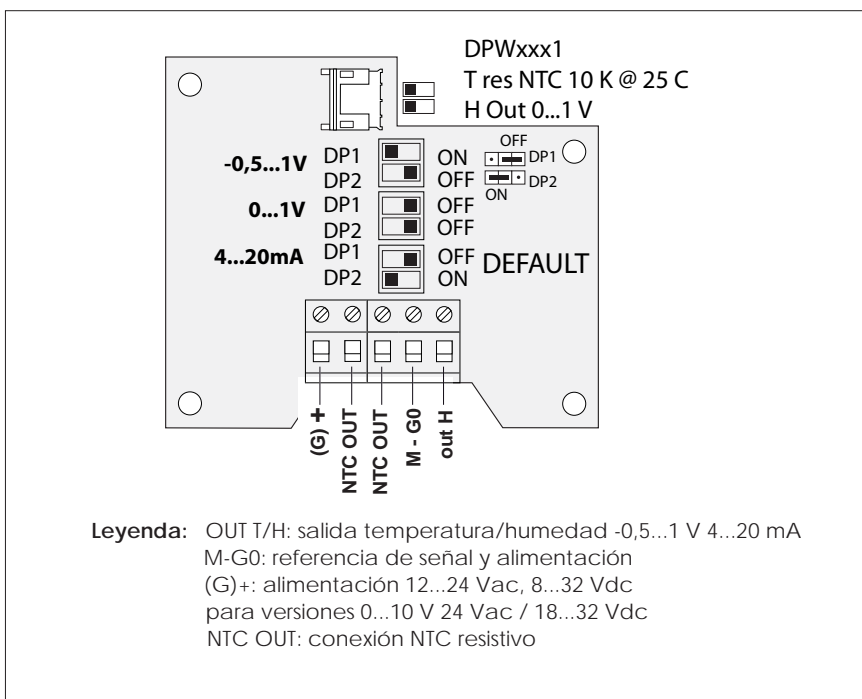 DPWxxx1
T res NTC 10 K @ 25 C
H Out 0...1 V
OFF
DP1
DP2
ON
-0,5...1V DP1 ON
DP2 OFF
0...1V DP1 OFF
DP2 OFF
4...20mA DP1 OFF
DP2 ON
DEFAULT
(G) +
NTC OUT
NTC OUT
M - G0
out H
Leyenda: OUT T/H: salida temperatura/humedad -0,5...1 V 4...20 mA
M-G0: referencia de señal y alimentación
(G)+: alimentación 12...24 Vac, 8...32 Vdc
para versiones 0...10 V 24 Vac / 18...32 Vdc
NTC OUT: conexión NTC resistivo